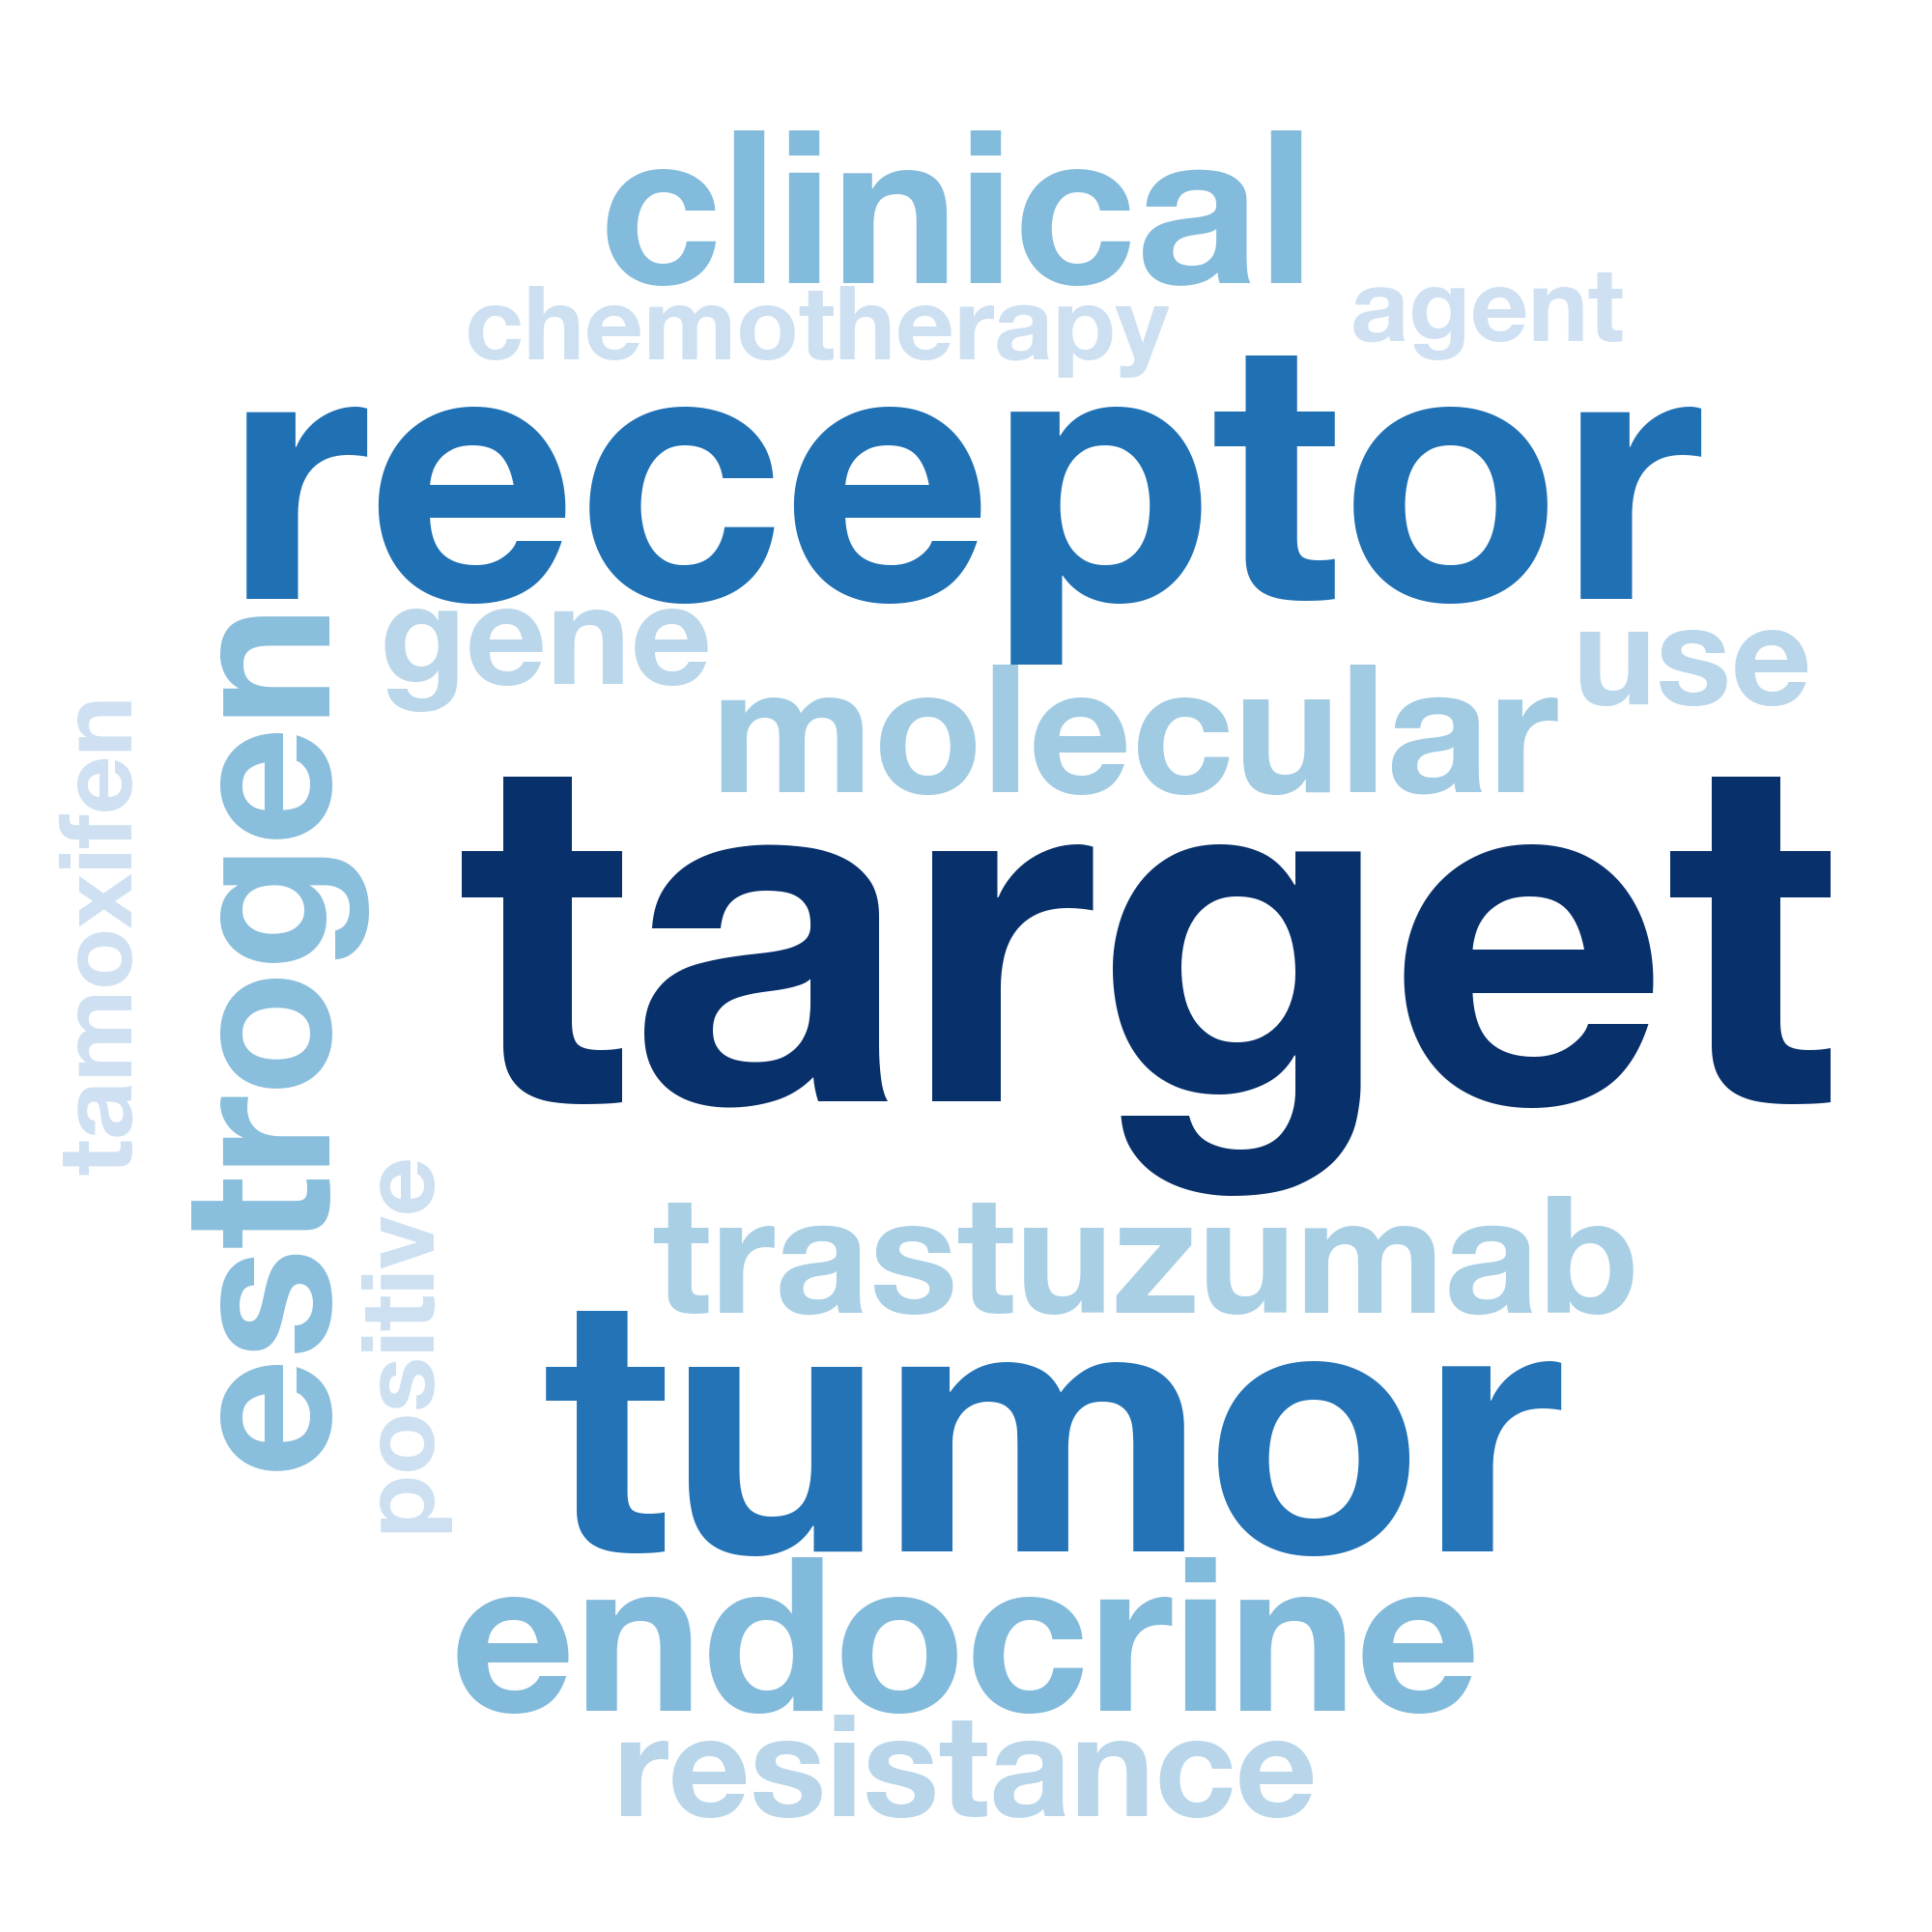 clinical
chemotherapy
agent
receptor
gene
use
molecular
tamoxifen
estrogen
target
positive
trastuzumab
tumor
endocrine
resistance